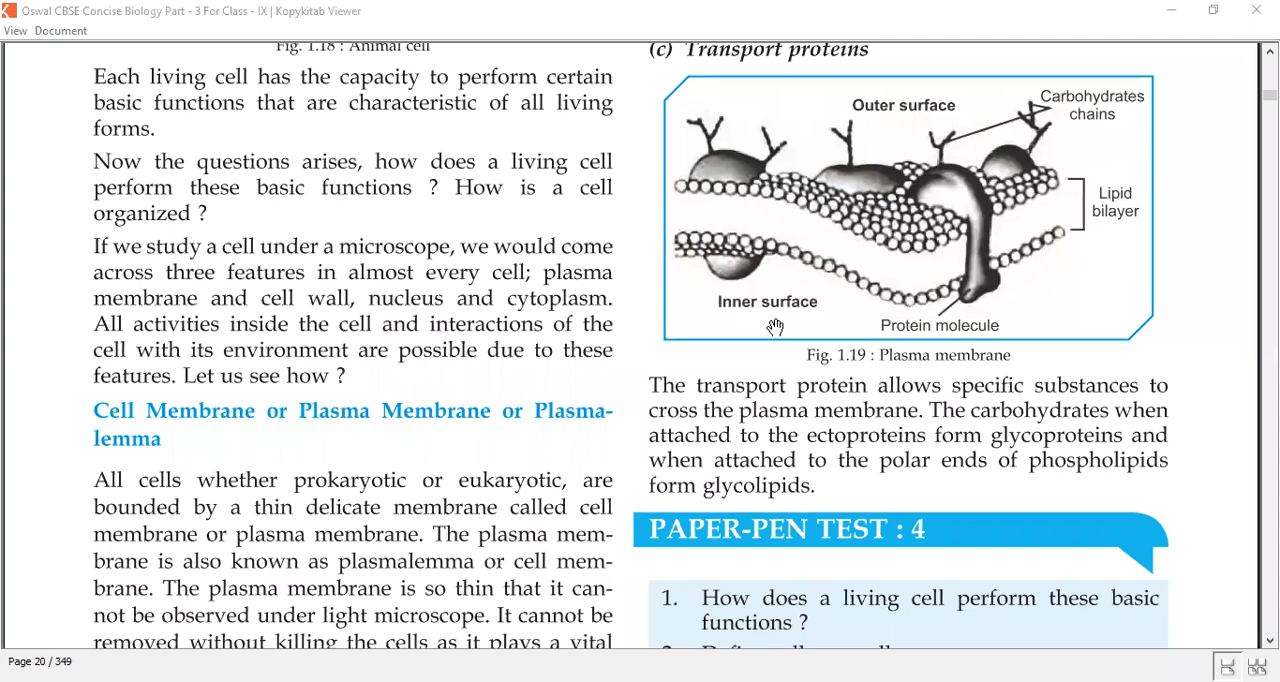 Oswal CBSE Concise Biology Part - 3 For Class - IX | Kopykitab Viewer
View Document
Fig. 1.18 : Animal cell
Each living cell has the capacity to perform certain
basic functions that are characteristic of all living
forms.
Now the questions arises, how does a living cell
perform these basic functions ? How is a cell
organized ?
If we study a cell under a microscope, we would come
across three features in almost every cell; plasma
membrane and cell wall, nucleus and cytoplasm.
All activities inside the cell and interactions of the
cell with its environment are possible due to these
features. Let us see how ?
Cell Membrane or Plasma Membrane or Plasma-
lemma
All cells whether prokaryotic or eukaryotic, are
bounded by a thin delicate membrane called cell
membrane or plasma membrane. The plasma mem-
brane is also known as plasmalemma or cell mem-
brane. The plasma membrane is so thin that it can-
not be observed under light microscope. It cannot be
removed without killing the cells as it plays a vital
(c) Transport proteins
Outer surface
Carbohydrates
chains
Lipid
bilayer
Inner surface
Protein molecule
Fig. 1.19 : Plasma membrane
The transport protein allows specific substances to
cross the plasma membrane. The carbohydrates when
attached to the ectoproteins form glycoproteins and
when attached to the polar ends of phospholipids
form glycolipids.
PAPER-PEN TEST : 4
1. How does a living cell perform these basic
functions ?
Page 20 / 349